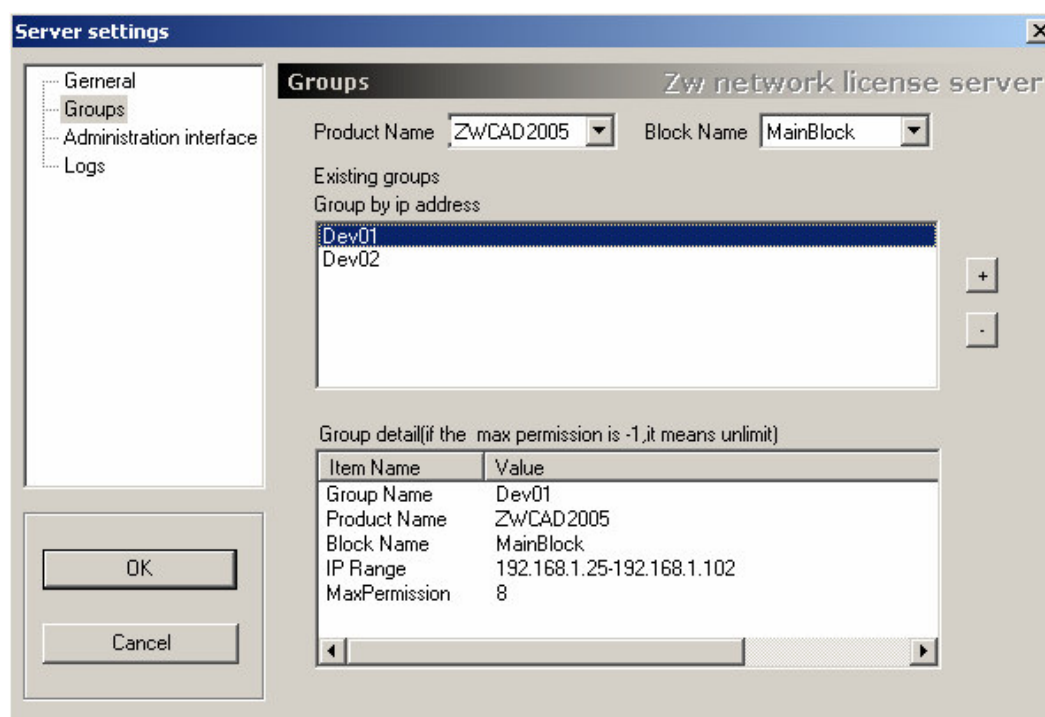 Server settings
Gemeral
Groups
Administration interface
Logs
OK
Cancel
Groups
Zw network license server
Product Name ZWCAD2005 Block Name MainBlock
Existing groups
Group by ip address
Dev01
Dev02
+
-
Group detail(if the max permission is -1,it means unlimit)
Item Name Value
Group Name Dev01
Product Name ZWCAD2005
Block Name MainBlock
IP Range 192.168.1.25-192.168.1.102
MaxPermission 8